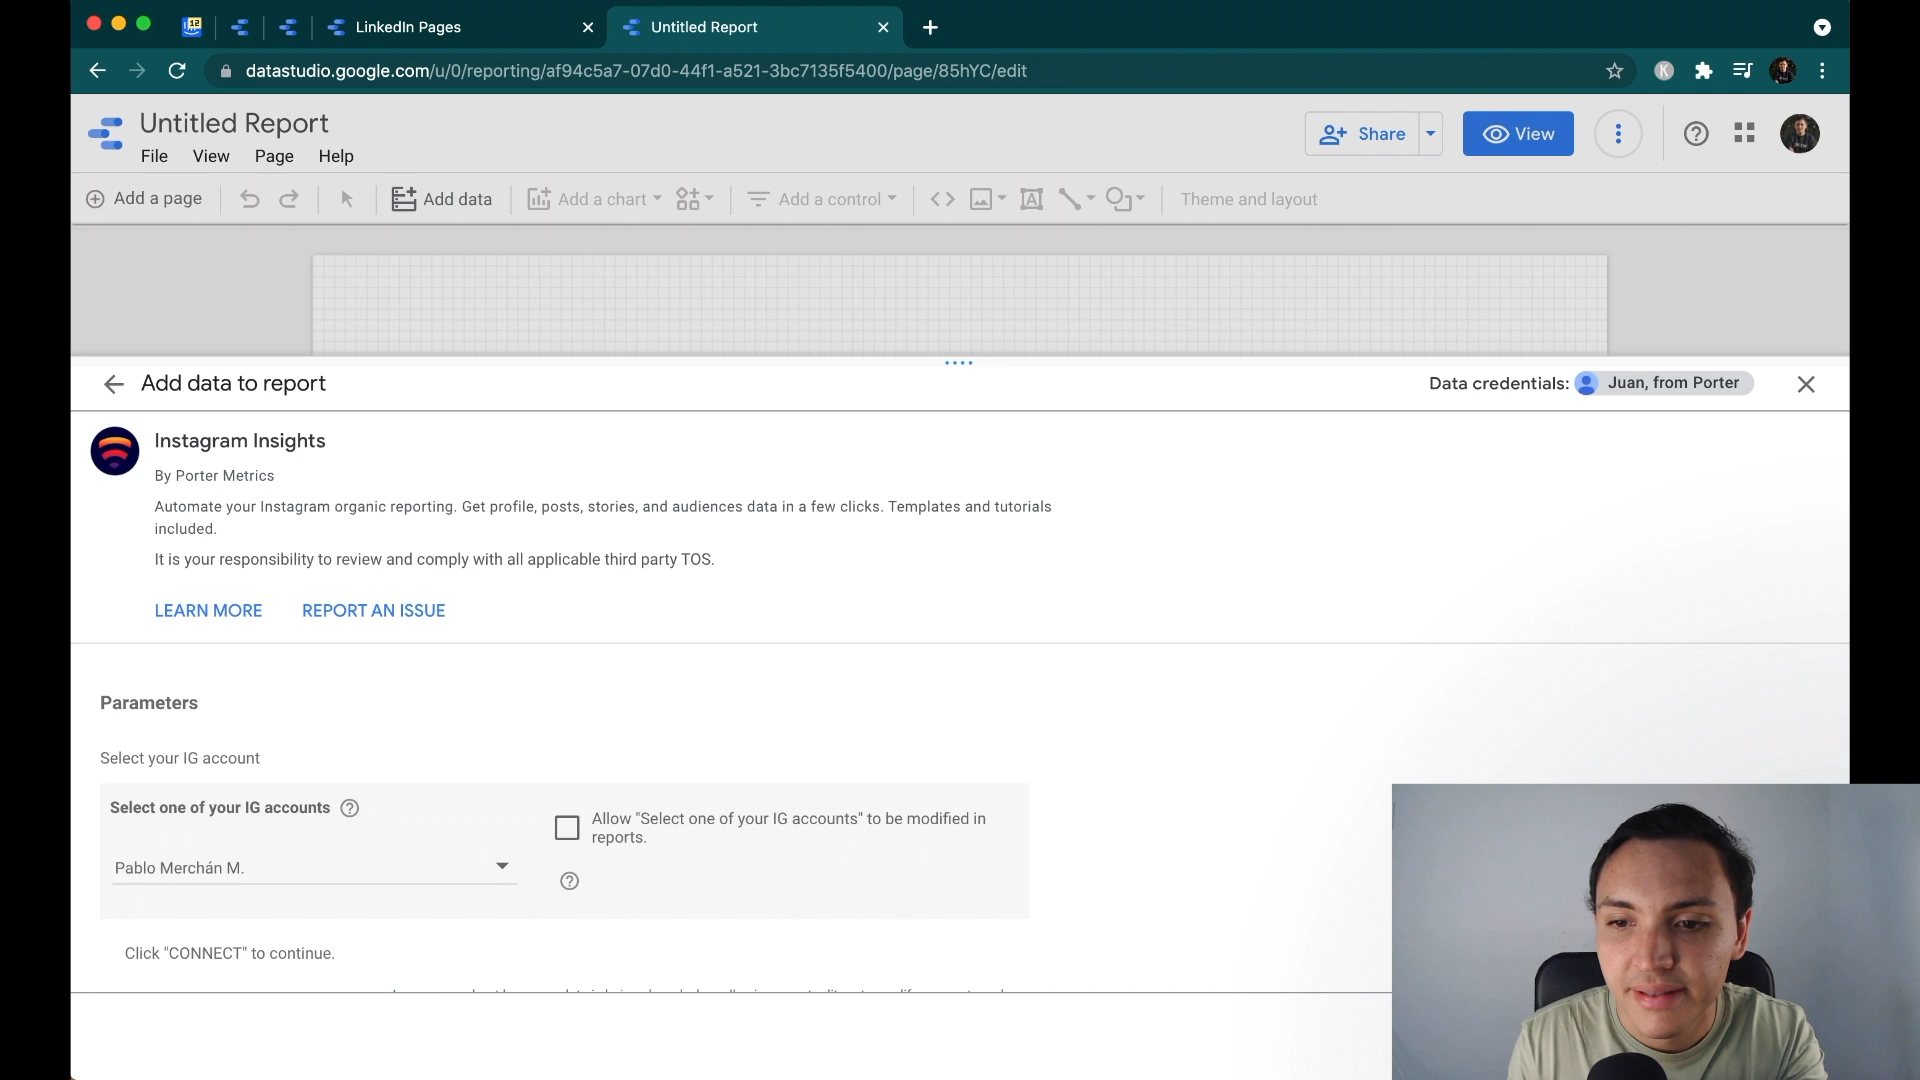 12
LinkedIn Pages
Untitled Report
datastudio.google.com/u/0/reporting/af94c5a7-07d0-44f1-a521-3bc7135f5400/page/85hYC/edit
K
Untitled Report
File View Page Help
Share
View
Add a page
Add data
Add a chart
Add a control
Theme and layout
Add data to report
Data credentials: Juan, from Porter
Instagram Insights
By Porter Metrics
Automate your Instagram organic reporting. Get profile, posts, stories, and audiences data in a few clicks. Templates and tutorials
included.
It is your responsibility to review and comply with all applicable third party TOS.
LEARN MORE REPORT AN ISSUE
Parameters
Select your IG account
Select one of your IG accounts
Allow "Select one of your IG accounts" to be modified in
reports.
Pablo Merchán M.
Click "CONNECT" to continue.